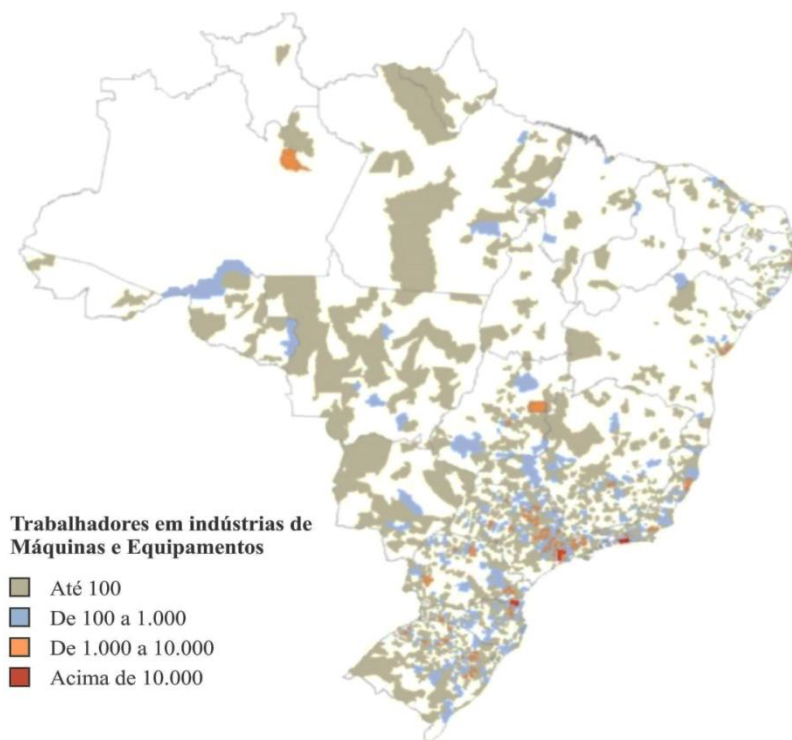 Trabalhadores em indústrias de
Máquinas e Equipamentos
Até 100
De 100 a 1.000
De 1.000 a 10.000
Acima de 10.000